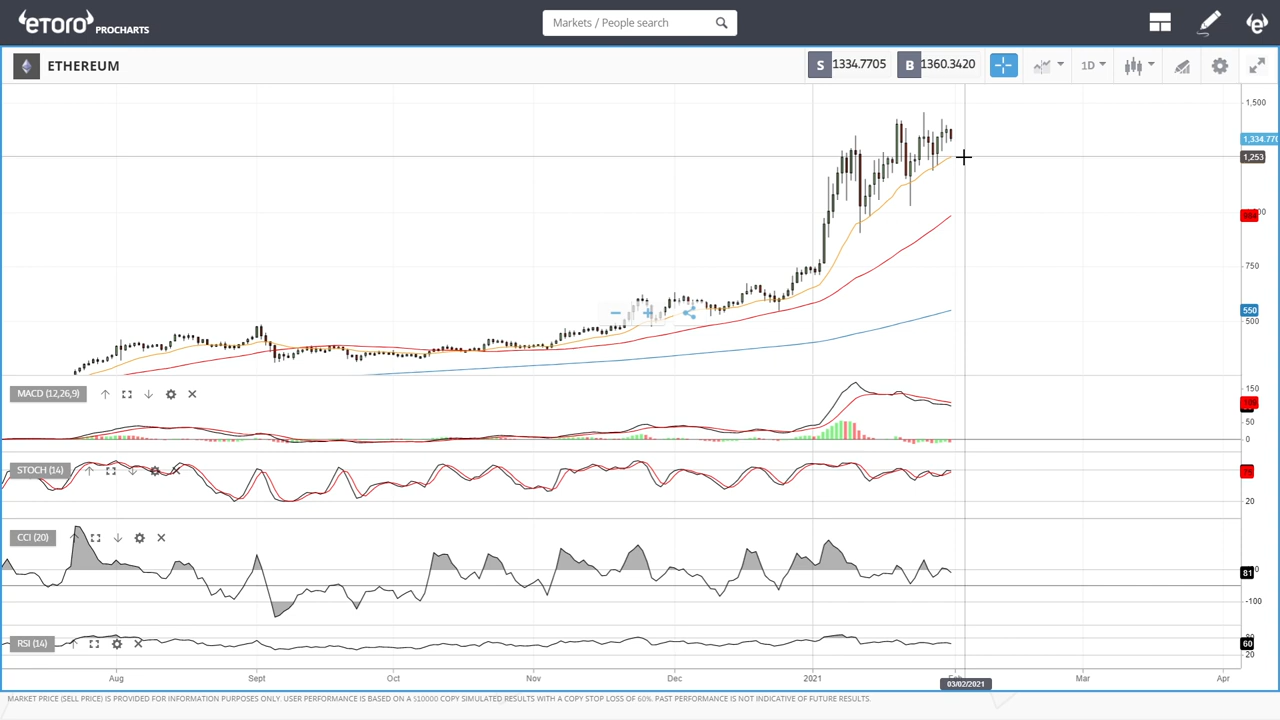 eToro PROCHARTS
Markets / People search
ETHEREUM
S 1334.7705 B 1360.3420
1D
1,500
1,334.770
1,253
750
550
500
MACD (12,26,9)
150
50
0
STOCH (14)
20
CCI (20)
81
-100
RSI (14)
60
20
Aug Sept Oct Nov Dec 2021 Mar Apr
03/02/2021
MARKET PRICE (SELL PRICE) IS PROVIDED FOR INFORMATION PURPOSES ONLY. USER PERFORMANCE IS BASED ON A $10000 COPY SIMULATED RESULTS WITH A COPY STOP LOSS OF 60%. PAST PERFORMANCE IS NOT INDICATIVE OF FUTURE RESULTS.